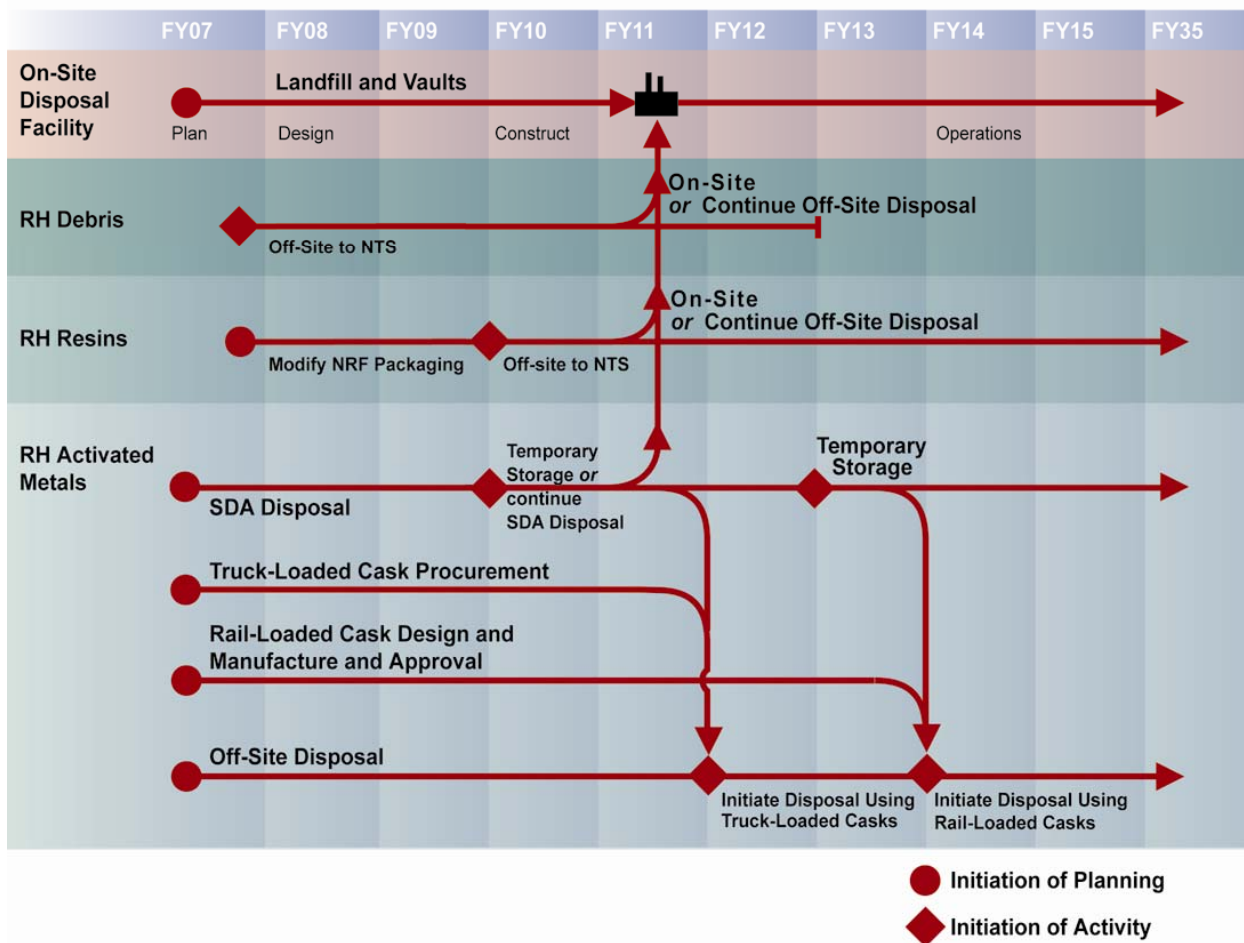 FY07 FY08 FY09 FY10 FY11 FY12 FY13 FY14 FY15 FY35
On-Site
Disposal
Facility
Landfill and Vaults
Plan Design Construct Operations
RH Debris
On-Site
or Continue Off-Site Disposal
Off-Site to NTS
RH Resins
On-Site
or Continue Off-Site Disposal
Modify NRF Packaging
Off-site to NTS
RH Activated
Metals
SDA Disposal
Temporary
Storage or
continue
SDA Disposal
Temporary
Storage
Truck-Loaded Cask Procurement
Rail-Loaded Cask Design and
Manufacture and Approval
Off-Site Disposal
Initiate Disposal Using
Truck-Loaded Casks
Initiate Disposal Using
Rail-Loaded Casks
Initiation of Planning
Initiation of Activity